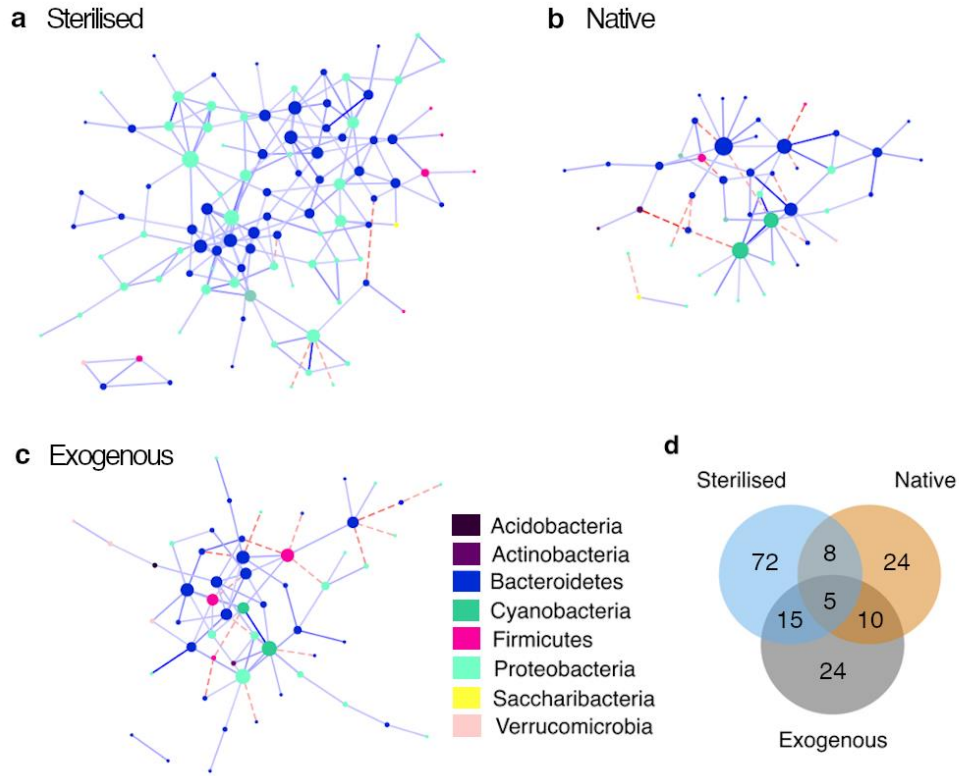 a Sterilised
b Native
c Exogenous
Acidobacteria
Actinobacteria
Bacteroidetes
Cyanobacteria
Firmicutes
Proteobacteria
Saccharibacteria
Verrucomicrobia
d
Sterilised
Native
72
8
24
5
15
10
24
Exogenous